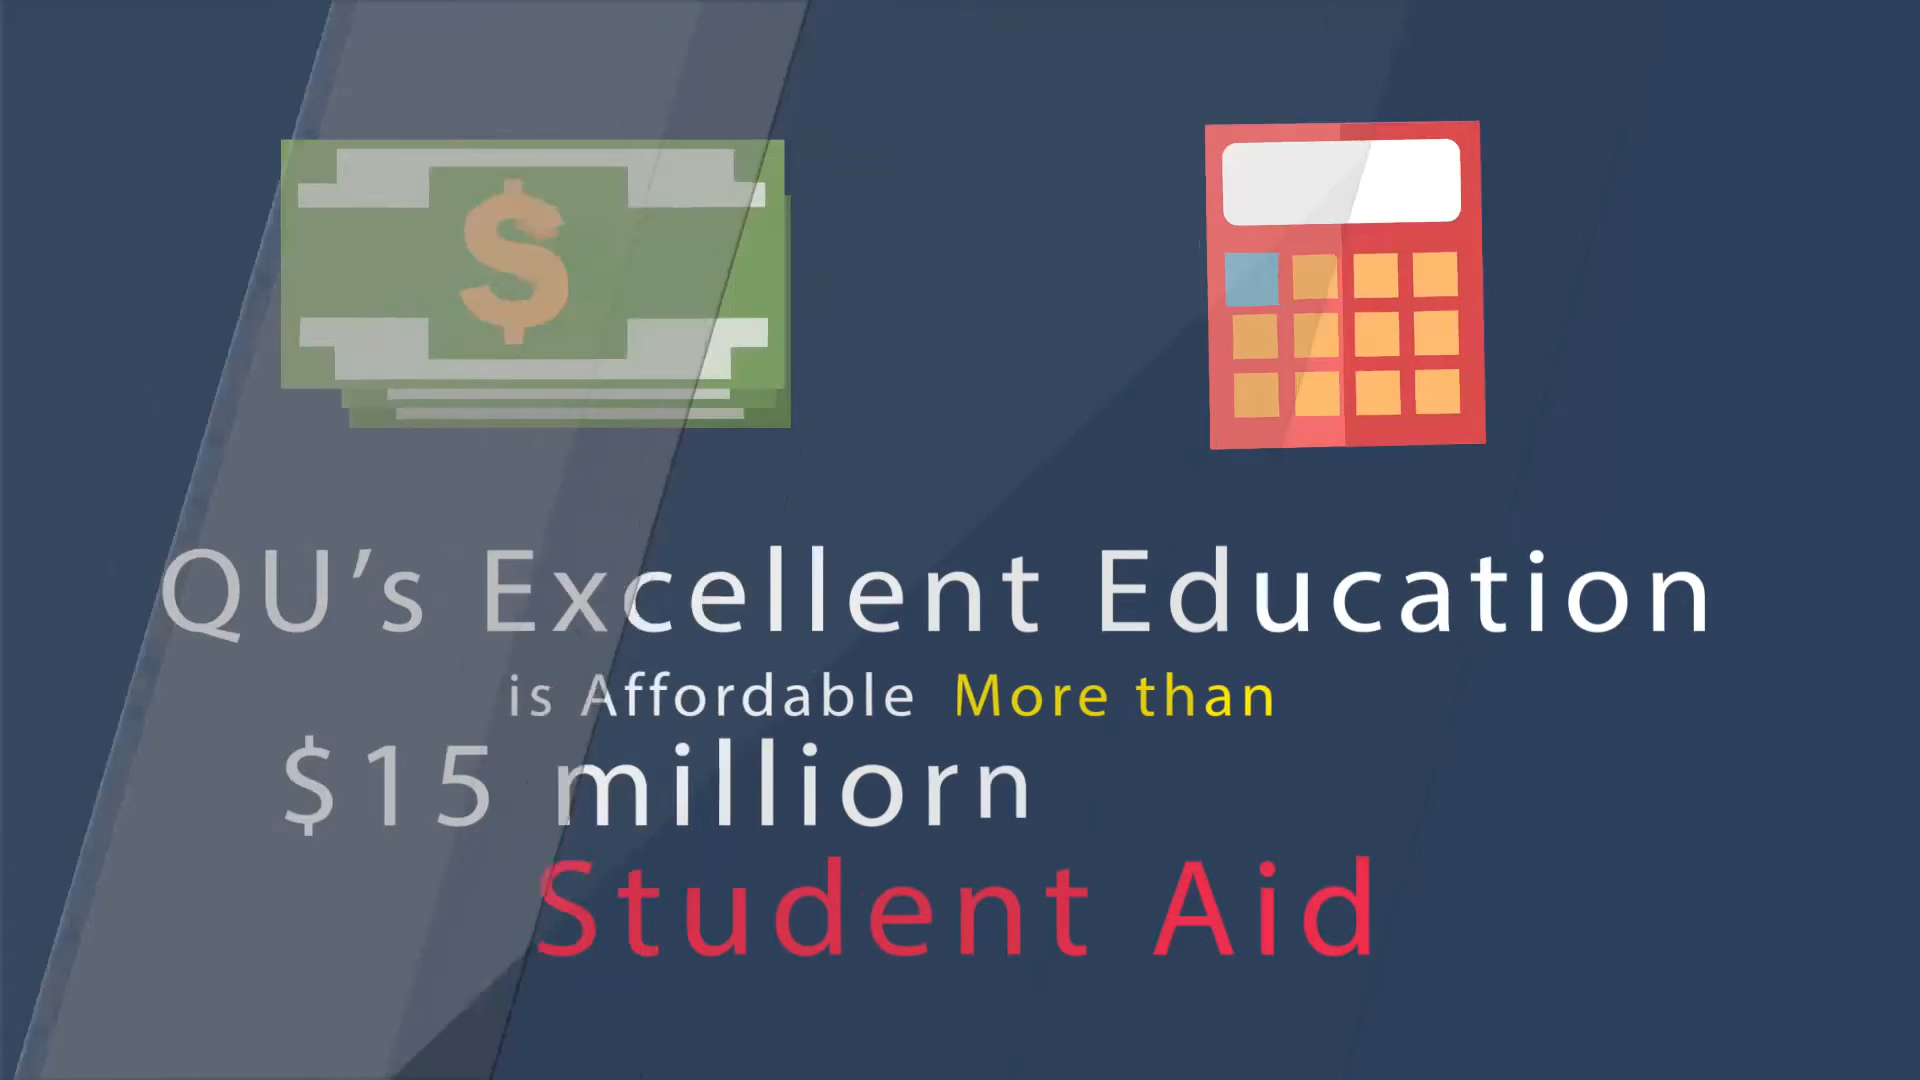 $
QU’s Excellent Education
is Affordable More than
$15 milliorn
Student Aid